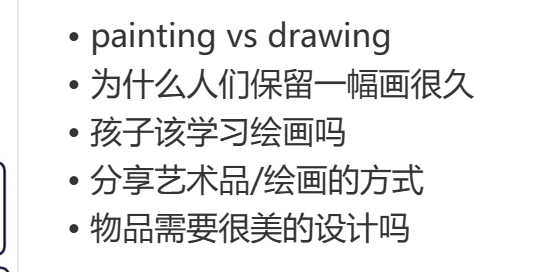 • painting vs drawing
• 为什么人们保留一幅画很久
• 孩子该学习绘画吗
• 分享艺术品/绘画的方式
• 物品需要很美的设计吗